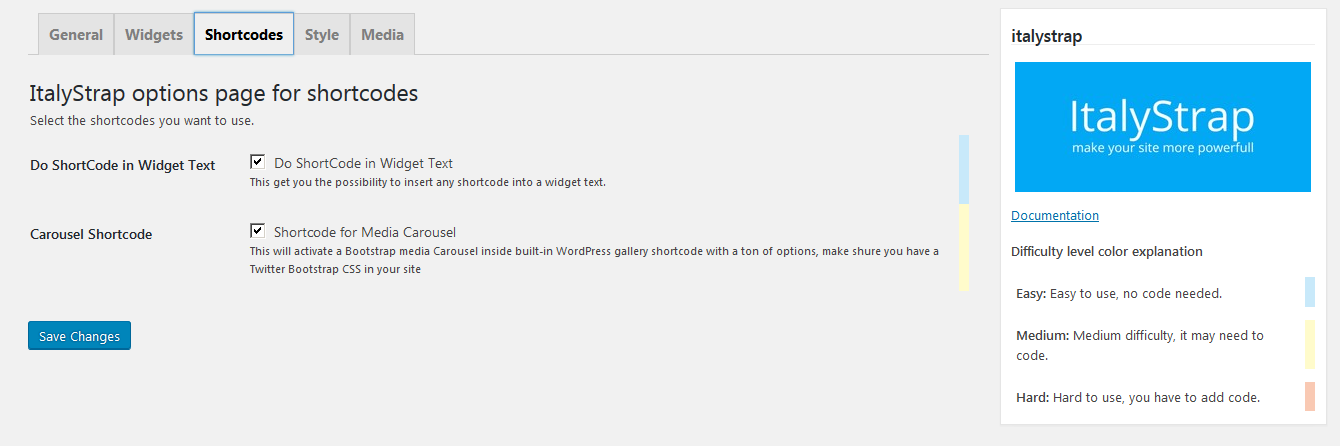 General Widgets Shortcodes Style Media
ItalyStrap options page for shortcodes
Select the shortcodes you want to use.
Do ShortCode in Widget Text
Do ShortCode in Widget Text
This get you the possibility to insert any shortcode into a widget text.
Carousel Shortcode
Shortcode for Media Carousel
This will activate a Bootstrap media Carousel inside built-in WordPress gallery shortcode with a ton of options, make shure you have a
Twitter Bootstrap CSS in your site
Save Changes
italystrap
ItalyStrap
make your site more powerfull
Documentation
Difficulty level color explanation
Easy: Easy to use, no code needed.
Medium: Medium difficulty, it may need to
code.
Hard: Hard to use, you have to add code.